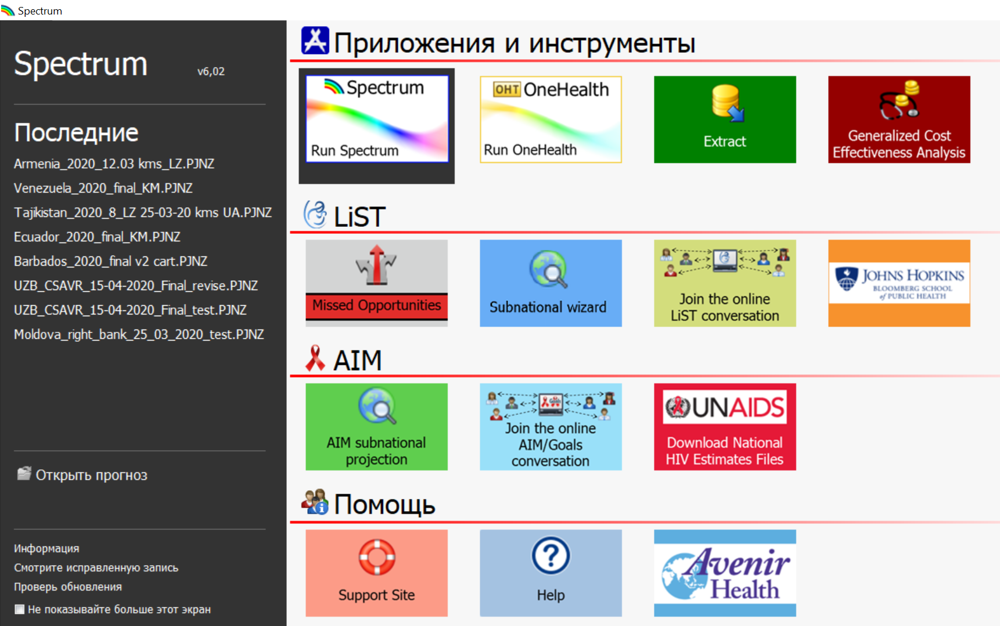 Spectrum
Spectrum v6,02
Последние
Armenia_2020_12.03 kms_LZ.PJNZ
Venezuela_2020_final_KM.PJNZ
Tajikistan_2020_8_LZ 25-03-20 kms UA.PJNZ
Ecuador_2020_final_KM.PJNZ
Barbados_2020_final v2 cart.PJNZ
UZB_CSAVR_15-04-2020_Final_revise.PJNZ
UZB_CSAVR_15-04-2020_Final_test.PJNZ
Moldova_right_bank_25_03_2020_test.PJNZ
Открыть прогноз
Информация
Смотрите исправленную запись
Проверь обновления
Не показывайте больше этот экран
Приложения и инструменты
Spectrum
Run Spectrum
OHT OneHealth
Run OneHealth
Extract
Generalized Cost
Effectiveness Analysis
LiST
Missed Opportunities
Subnational wizard
Join the online
LiST conversation
JOHNS HOPKINS
BLOOMBERG SCHOOL
of PUBLIC HEALTH
AIM
AIM subnational
projection
Goals
Join the online
AIM/Goals
conversation
UNAIDS
Download National
HIV Estimates Files
Помощь
Support Site
Help
Avenir
Health